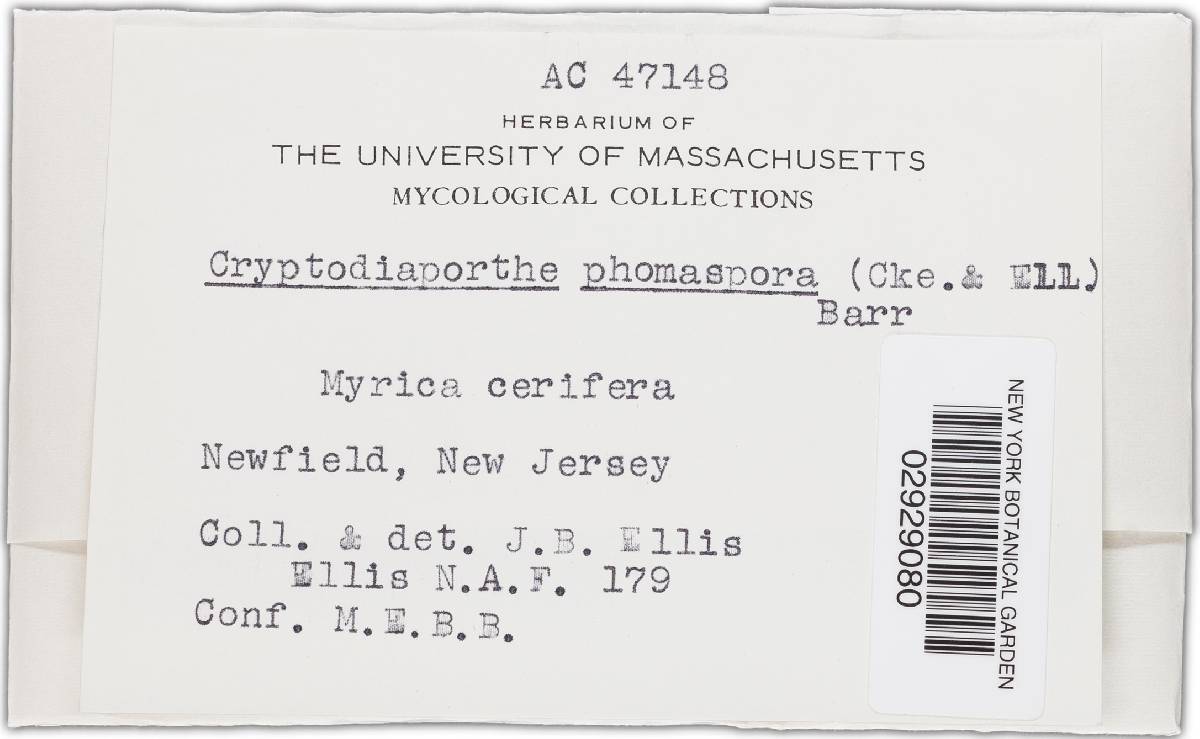 AC 47148
HERBARIUM OF
THE UNIVERSITY OF MASSACHUSETTS
MYCOLOGICAL COLLECTIONS
Cryptodiaporthe phomaspora (Cke.& Ell)
Barr
Myrica cerifera
Newfield, New Jersey
Coll. & det. J.B. Ellis
Ellis N.A.F. 179
Conf. M.E.B.B.
NEW YORK BOTANICAL GARDEN
02929080